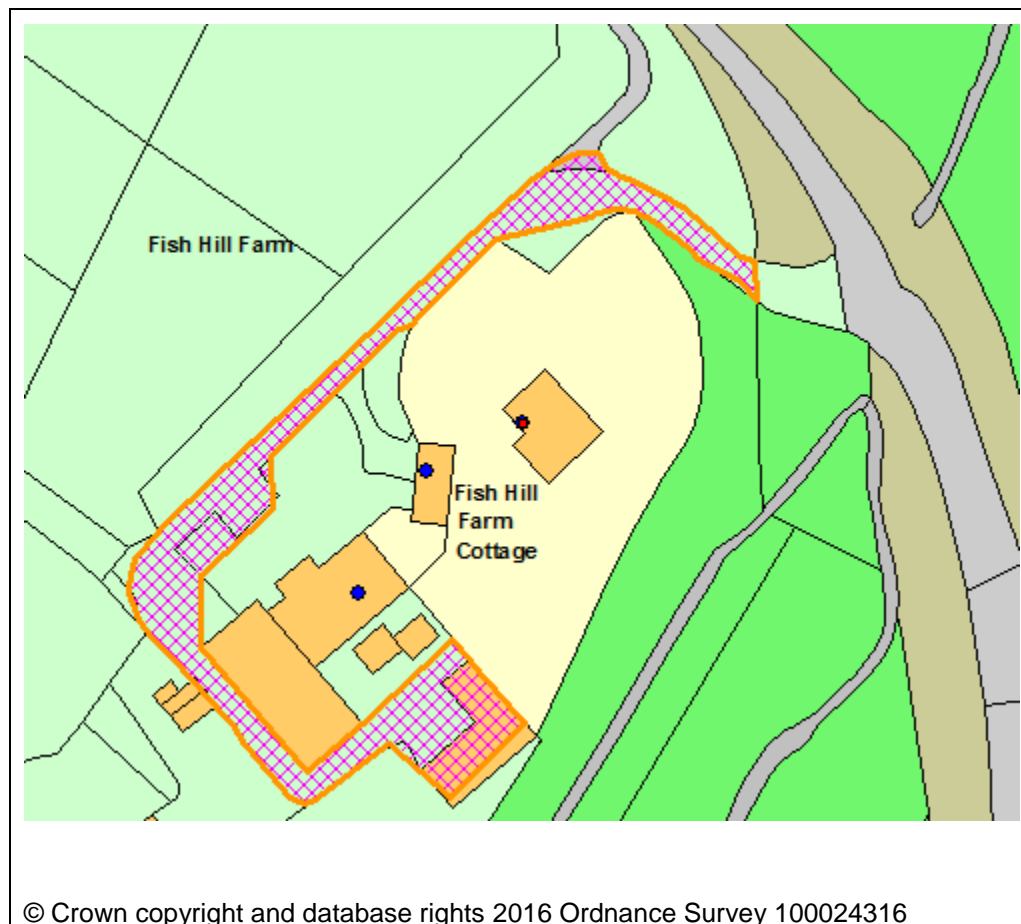 Fish Hill Farm
Fish Hill
Farm
Cottage
© Crown copyright and database rights 2016 Ordnance Survey 100024316